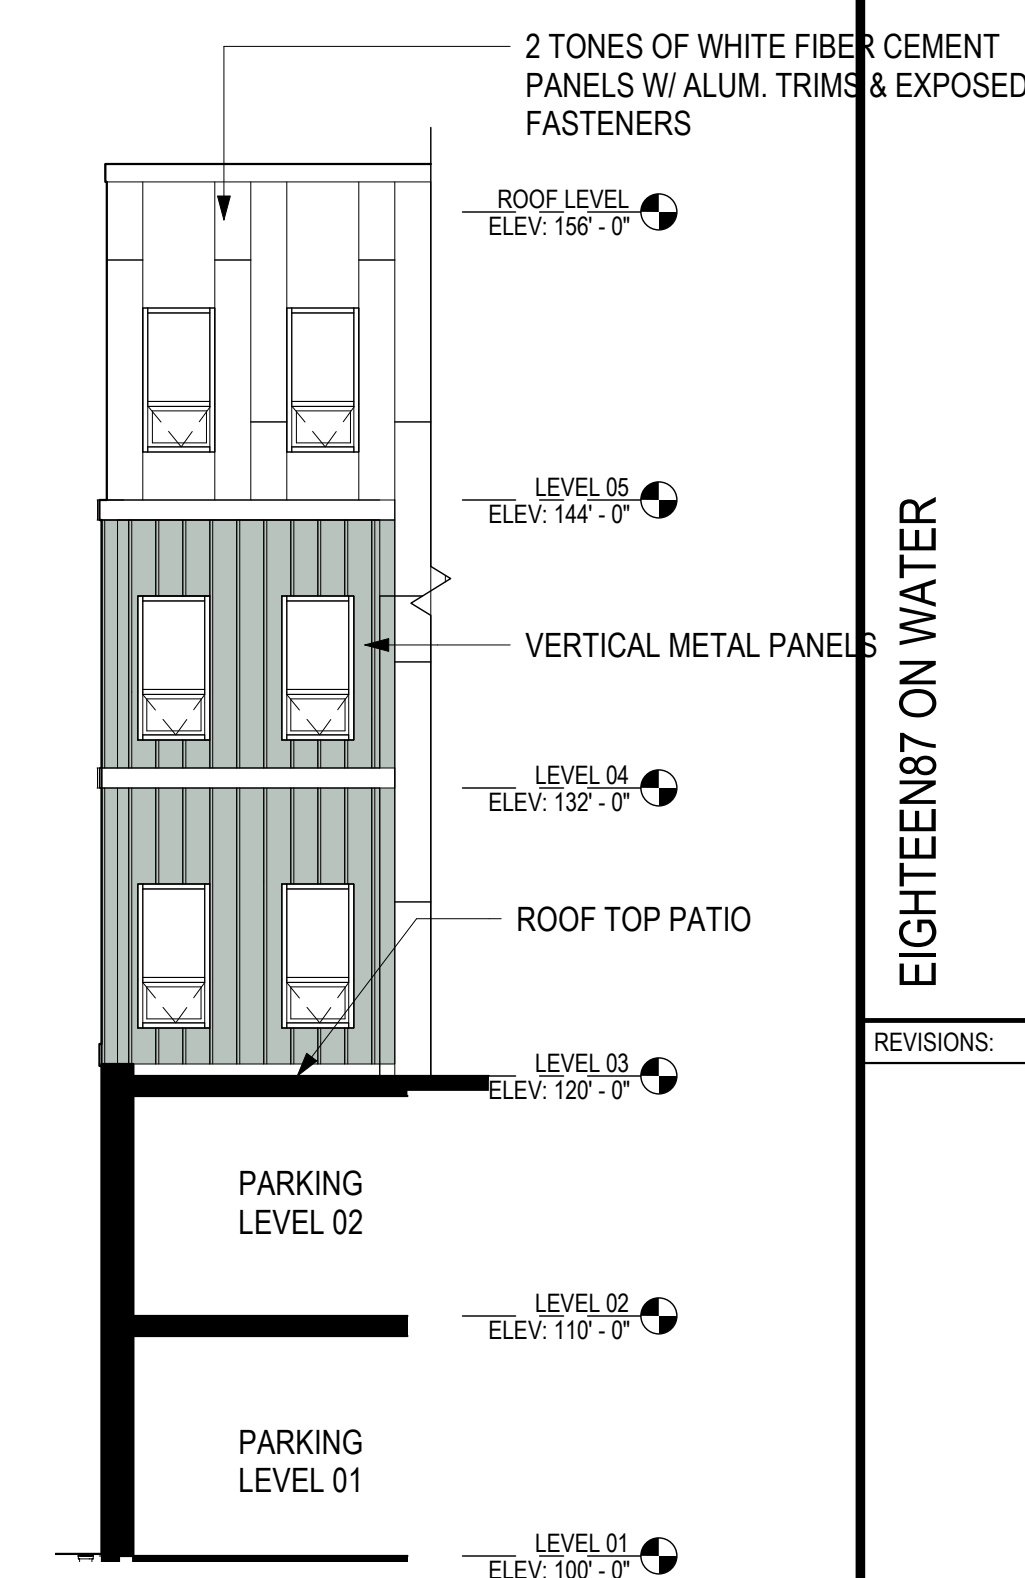 2 TONES OF WHITE FIBER CEMENT
PANELS W/ ALUM. TRIMS & EXPOSED
FASTENERS
ROOF LEVEL
ELEV: 156' - 0"
LEVEL 05
ELEV: 144' - 0"
VERTICAL METAL PANELS
LEVEL 04
ELEV: 132' - 0"
ROOF TOP PATIO
LEVEL 03
ELEV: 120' - 0"
PARKING
LEVEL 02
LEVEL 02
ELEV: 110' - 0"
PARKING
LEVEL 01
LEVEL 01
ELEV: 100' - 0"
EIGHTEEN87 ON WATER
REVISIONS: